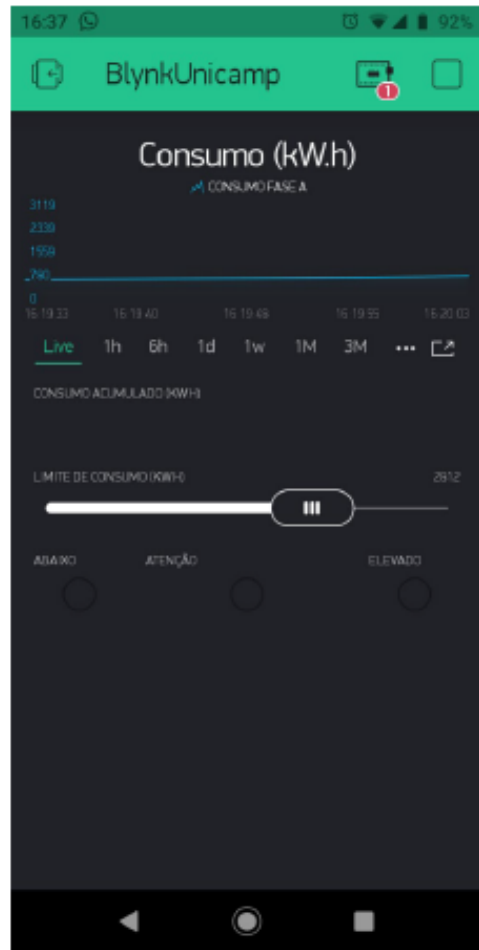 16:37 92%
BlynkUnicamp
1
Consumo (kW.h)
CONSUMO FASE A
3119
2339
1559
780
0
16:19:33 16:19:40 16:19:48 16:19:55 16:20:03
Live 1h 6h 1d 1w 1M 3M •••
CONSUMO ACUMULADO (KWH)
LIMITE DE CONSUMO (KWH) 2912
ABAIXO ATENÇÃO ELEVADO